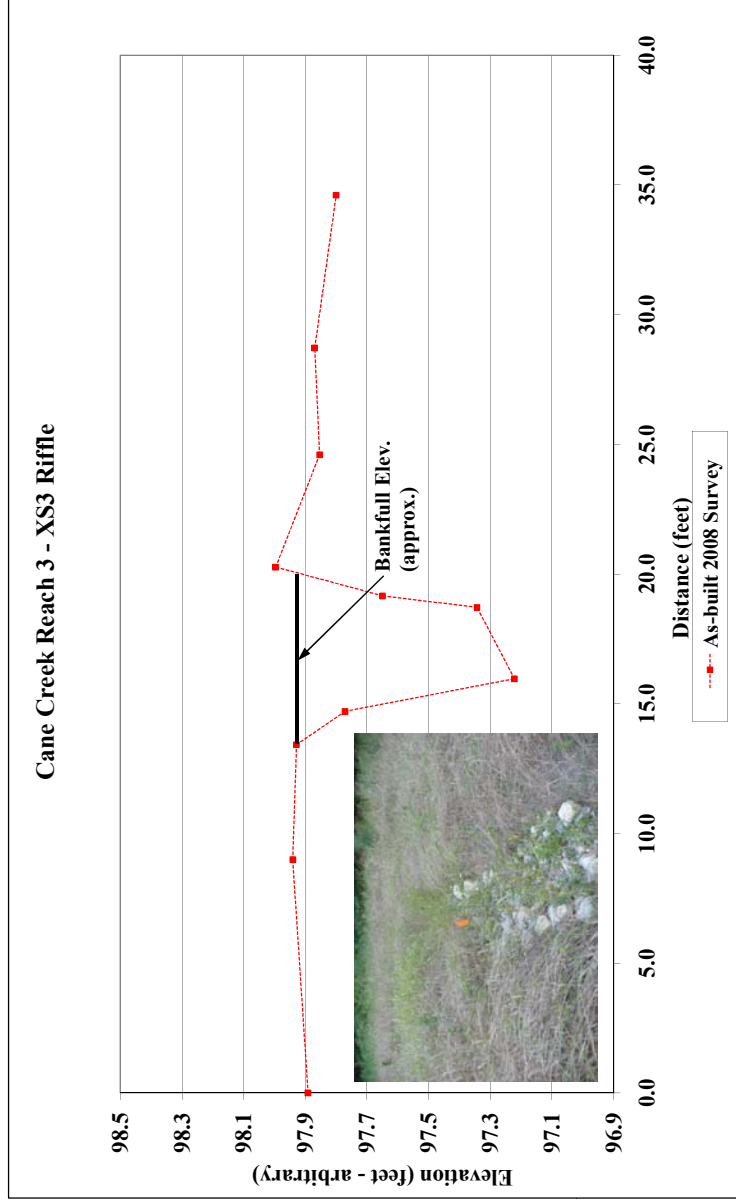 Cane Creek Reach 3 - XS3 Riffle
98.5
98.3
98.1
97.9
97.7
97.5
97.3
97.1
96.9
Elevation (feet - arbitrary)
Bankfull Elev.
(approx.)
0.0 5.0 10.0 15.0 20.0 25.0 30.0 35.0 40.0
Distance (feet)
As-built 2008 Survey